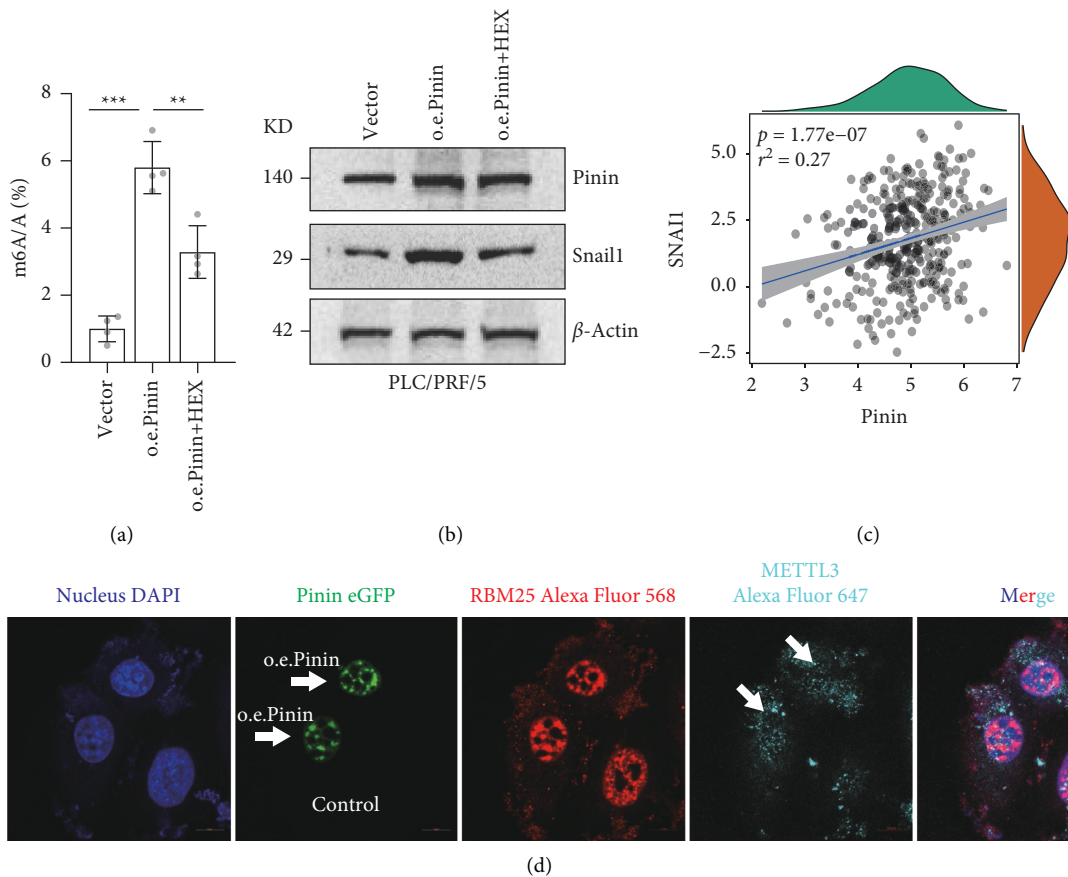 8
6
4
2
0
m6A/A (%)
***
**
Vector
o.e.Pinin
o.e.Pinin+HEX
(a)
KD
Vector
o.e.Pinin
o.e.Pinin+HEX
140
Pinin
29
Snail1
42
β-Actin
PLC/PRF/5
(b)
p = 1.77e−07
r² = 0.27
5.0
2.5
0.0
−2.5
SNAI1
2 3 4 5 6 7
Pinin
(c)
Nucleus DAPI
Pinin eGFP
RBM25 Alexa Fluor 568
METTL3
Alexa Fluor 647
Merge
o.e.Pinin
o.e.Pinin
Control
(d)